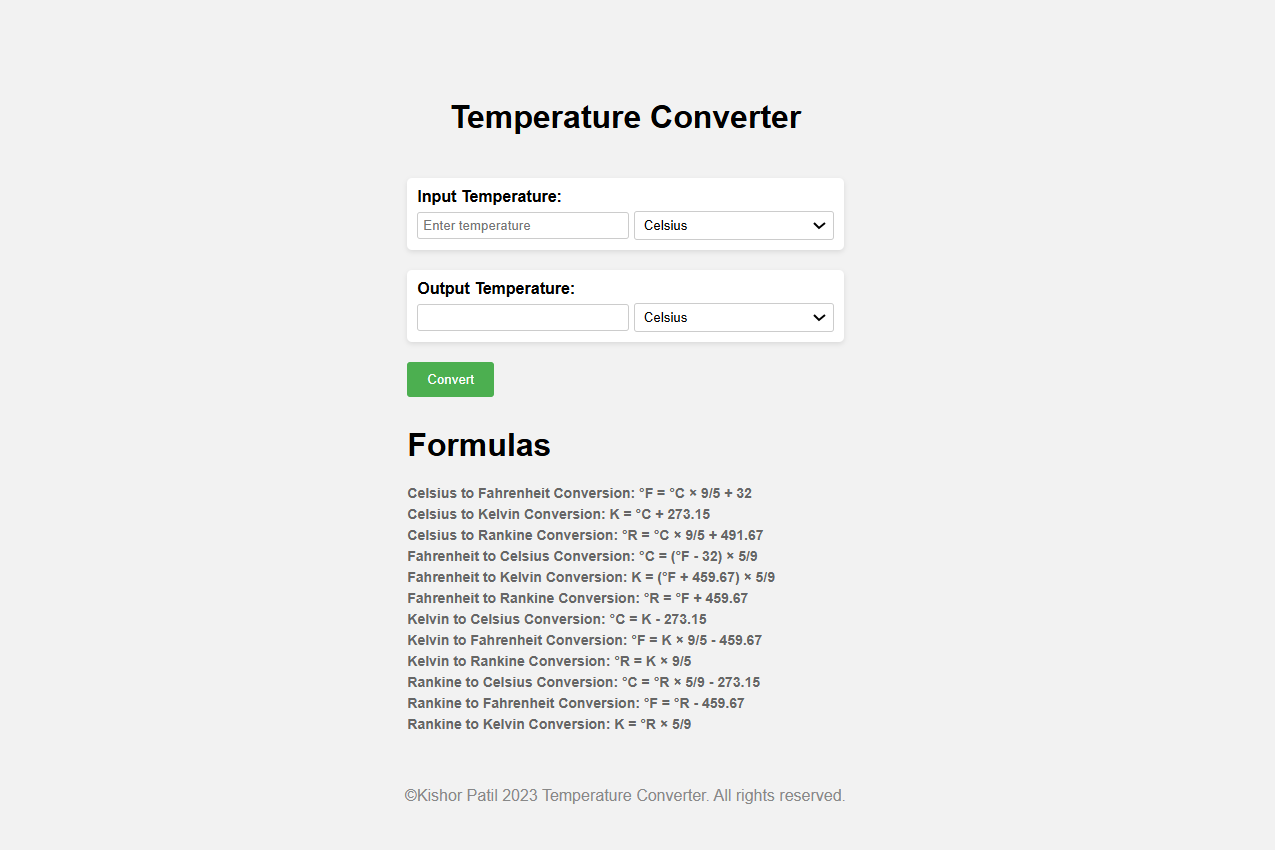 Temperature Converter
Input Temperature:
Enter temperature
Celsius
Output Temperature:
Celsius
Convert
Formulas
Celsius to Fahrenheit Conversion: °F = °C × 9/5 + 32
Celsius to Kelvin Conversion: K = °C + 273.15
Celsius to Rankine Conversion: °R = °C × 9/5 + 491.67
Fahrenheit to Celsius Conversion: °C = (°F - 32) × 5/9
Fahrenheit to Kelvin Conversion: K = (°F + 459.67) × 5/9
Fahrenheit to Rankine Conversion: °R = °F + 459.67
Kelvin to Celsius Conversion: °C = K - 273.15
Kelvin to Fahrenheit Conversion: °F = K × 9/5 - 459.67
Kelvin to Rankine Conversion: °R = K × 9/5
Rankine to Celsius Conversion: °C = °R × 5/9 - 273.15
Rankine to Fahrenheit Conversion: °F = °R - 459.67
Rankine to Kelvin Conversion: K = °R × 5/9
©Kishor Patil 2023 Temperature Converter. All rights reserved.